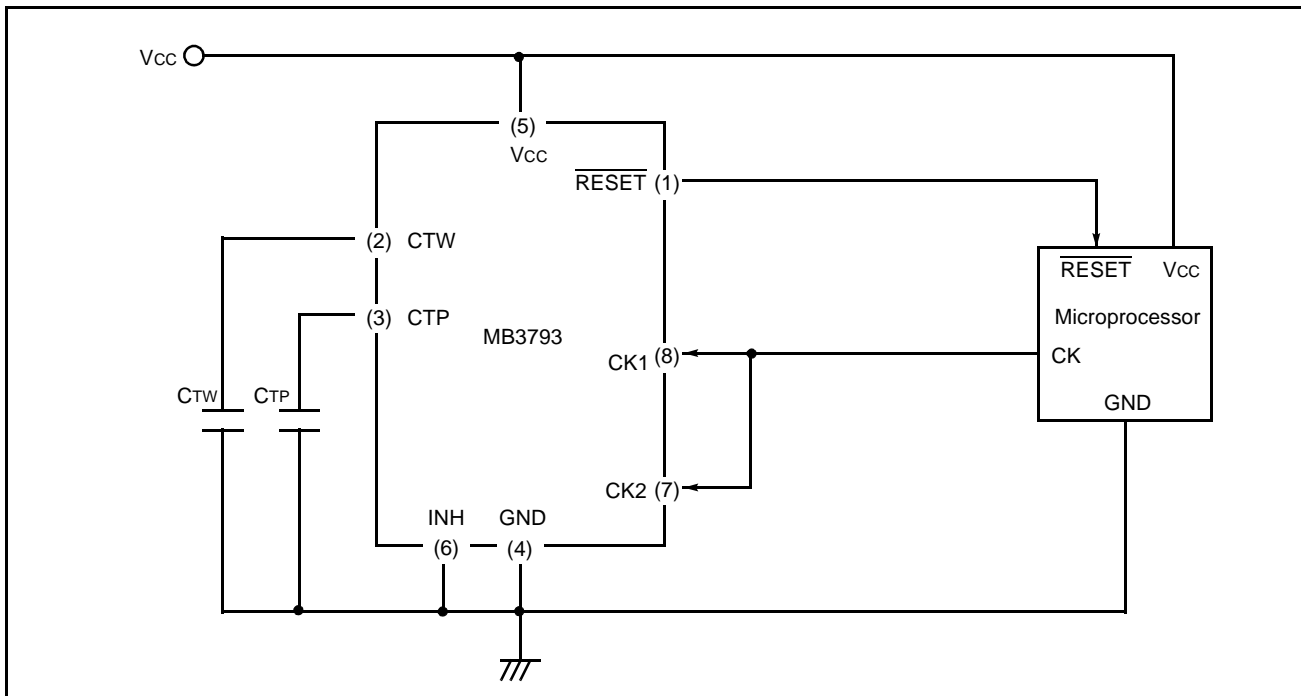 VCC
(5)
VCC
RESET (1)
(2) CTW
(3) CTP
MB3793
RESET VCC
Microprocessor
CK1 (8)
CK
CTW CTP
GND
CK2 (7)
INH GND
(6) (4)